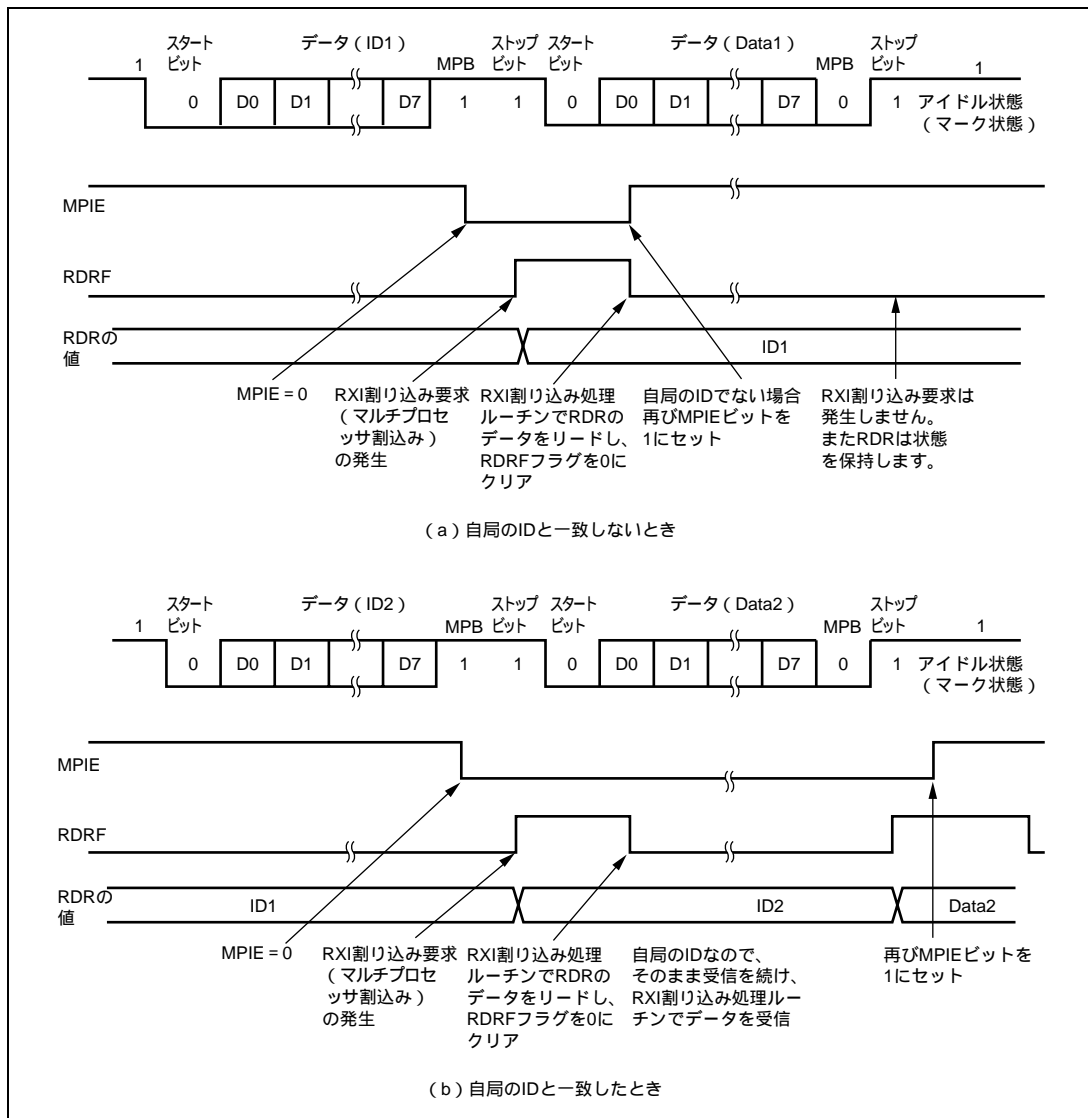 スタート
ビット
データ（ID1）
MPB
ストップ
ビット
スタート
ビット
データ（Data1）
MPB
ストップ
ビット
1
1
0
D0
D1
D7
1
1
0
D0
D1
D7
0
1
アイドル状態
（マーク状態）
MPIE
RDRF
RDRの
値
ID1
MPIE = 0
RXI割り込み要求
（マルチプロセ
ッサ割込み）
の発生
RXI割り込み処理
ルーチンでRDRの
データをリードし、
RDRFフラグを0に
クリア
自局のIDでない場合
再びMPIEビットを
1にセット
RXI割り込み要求は
発生しません。
またRDRは状態
を保持します。
（a）自局のIDと一致しないとき
スタート
ビット
データ（ID2）
MPB
ストップ
ビット
スタート
ビット
データ（Data2）
MPB
ストップ
ビット
1
1
0
D0
D1
D7
1
1
0
D0
D1
D7
0
1
アイドル状態
（マーク状態）
MPIE
RDRF
RDRの
値
ID1
ID2
Data2
MPIE = 0
RXI割り込み要求
（マルチプロセ
ッサ割込み）
の発生
RXI割り込み処理
ルーチンでRDRの
データをリードし、
RDRFフラグを0に
クリア
自局のIDなので、
そのまま受信を続け、
RXI割り込み処理ルー
チンでデータを受信
再びMPIEビットを
1にセット
（b）自局のIDと一致したとき